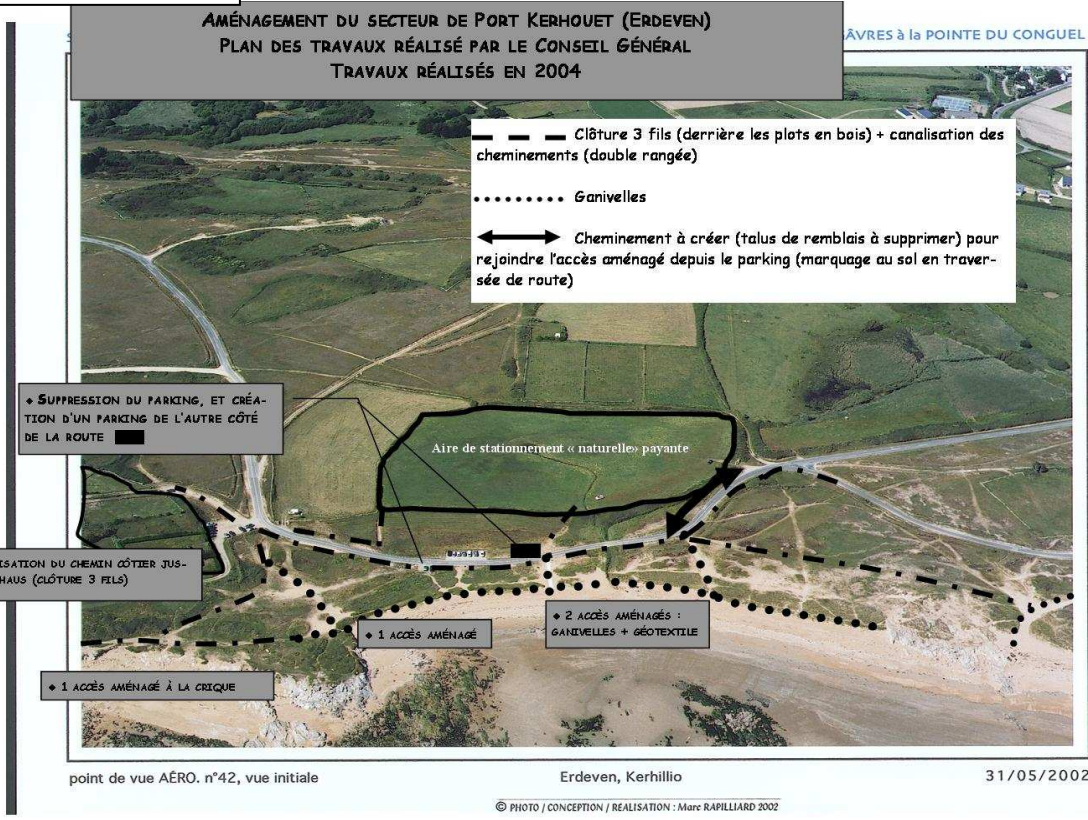 AMÉNAGEMENT DU SECTEUR DE PORT KERHOUET (ERDEVEN)
PLAN DES TRAVAUX RÉALISÉ PAR LE CONSEIL GÉNÉRAL
TRAVAUX RÉALISÉS EN 2004
ÂVRES à la POINTE DU CONGUEL
Clôture 3 fils (derrière les plots en bois) + canalisation des
cheminements (double rangée)
Ganivelles
Cheminement à créer (talus de remblais à supprimer) pour
rejoindre l'accès aménagé depuis le parking (marquage au sol en traver-
sée de route)
♦ SUPPRESSION DU PARKING, ET CRÉA-
TION D'UN PARKING DE L'AUTRE CÔTÉ
DE LA ROUTE
Aire de stationnement « naturelle» payante
ISATION DU CHEMIN CÔTIER JUS-
HAUS (CLÔTURE 3 FILS)
♦ 1 ACCÈS AMÉNAGÉ
♦ 2 ACCÈS AMÉNAGÉS :
GANIVELLES + GÉOTEXTILE
♦ 1 ACCÈS AMÉNAGÉ À LA CRIQUE
point de vue AÉRO. n°42, vue initiale
Erdeven, Kerhillio
31/05/2002
© PHOTO / CONCEPTION / RÉALISATION : Marc RAPILLIARD 2002